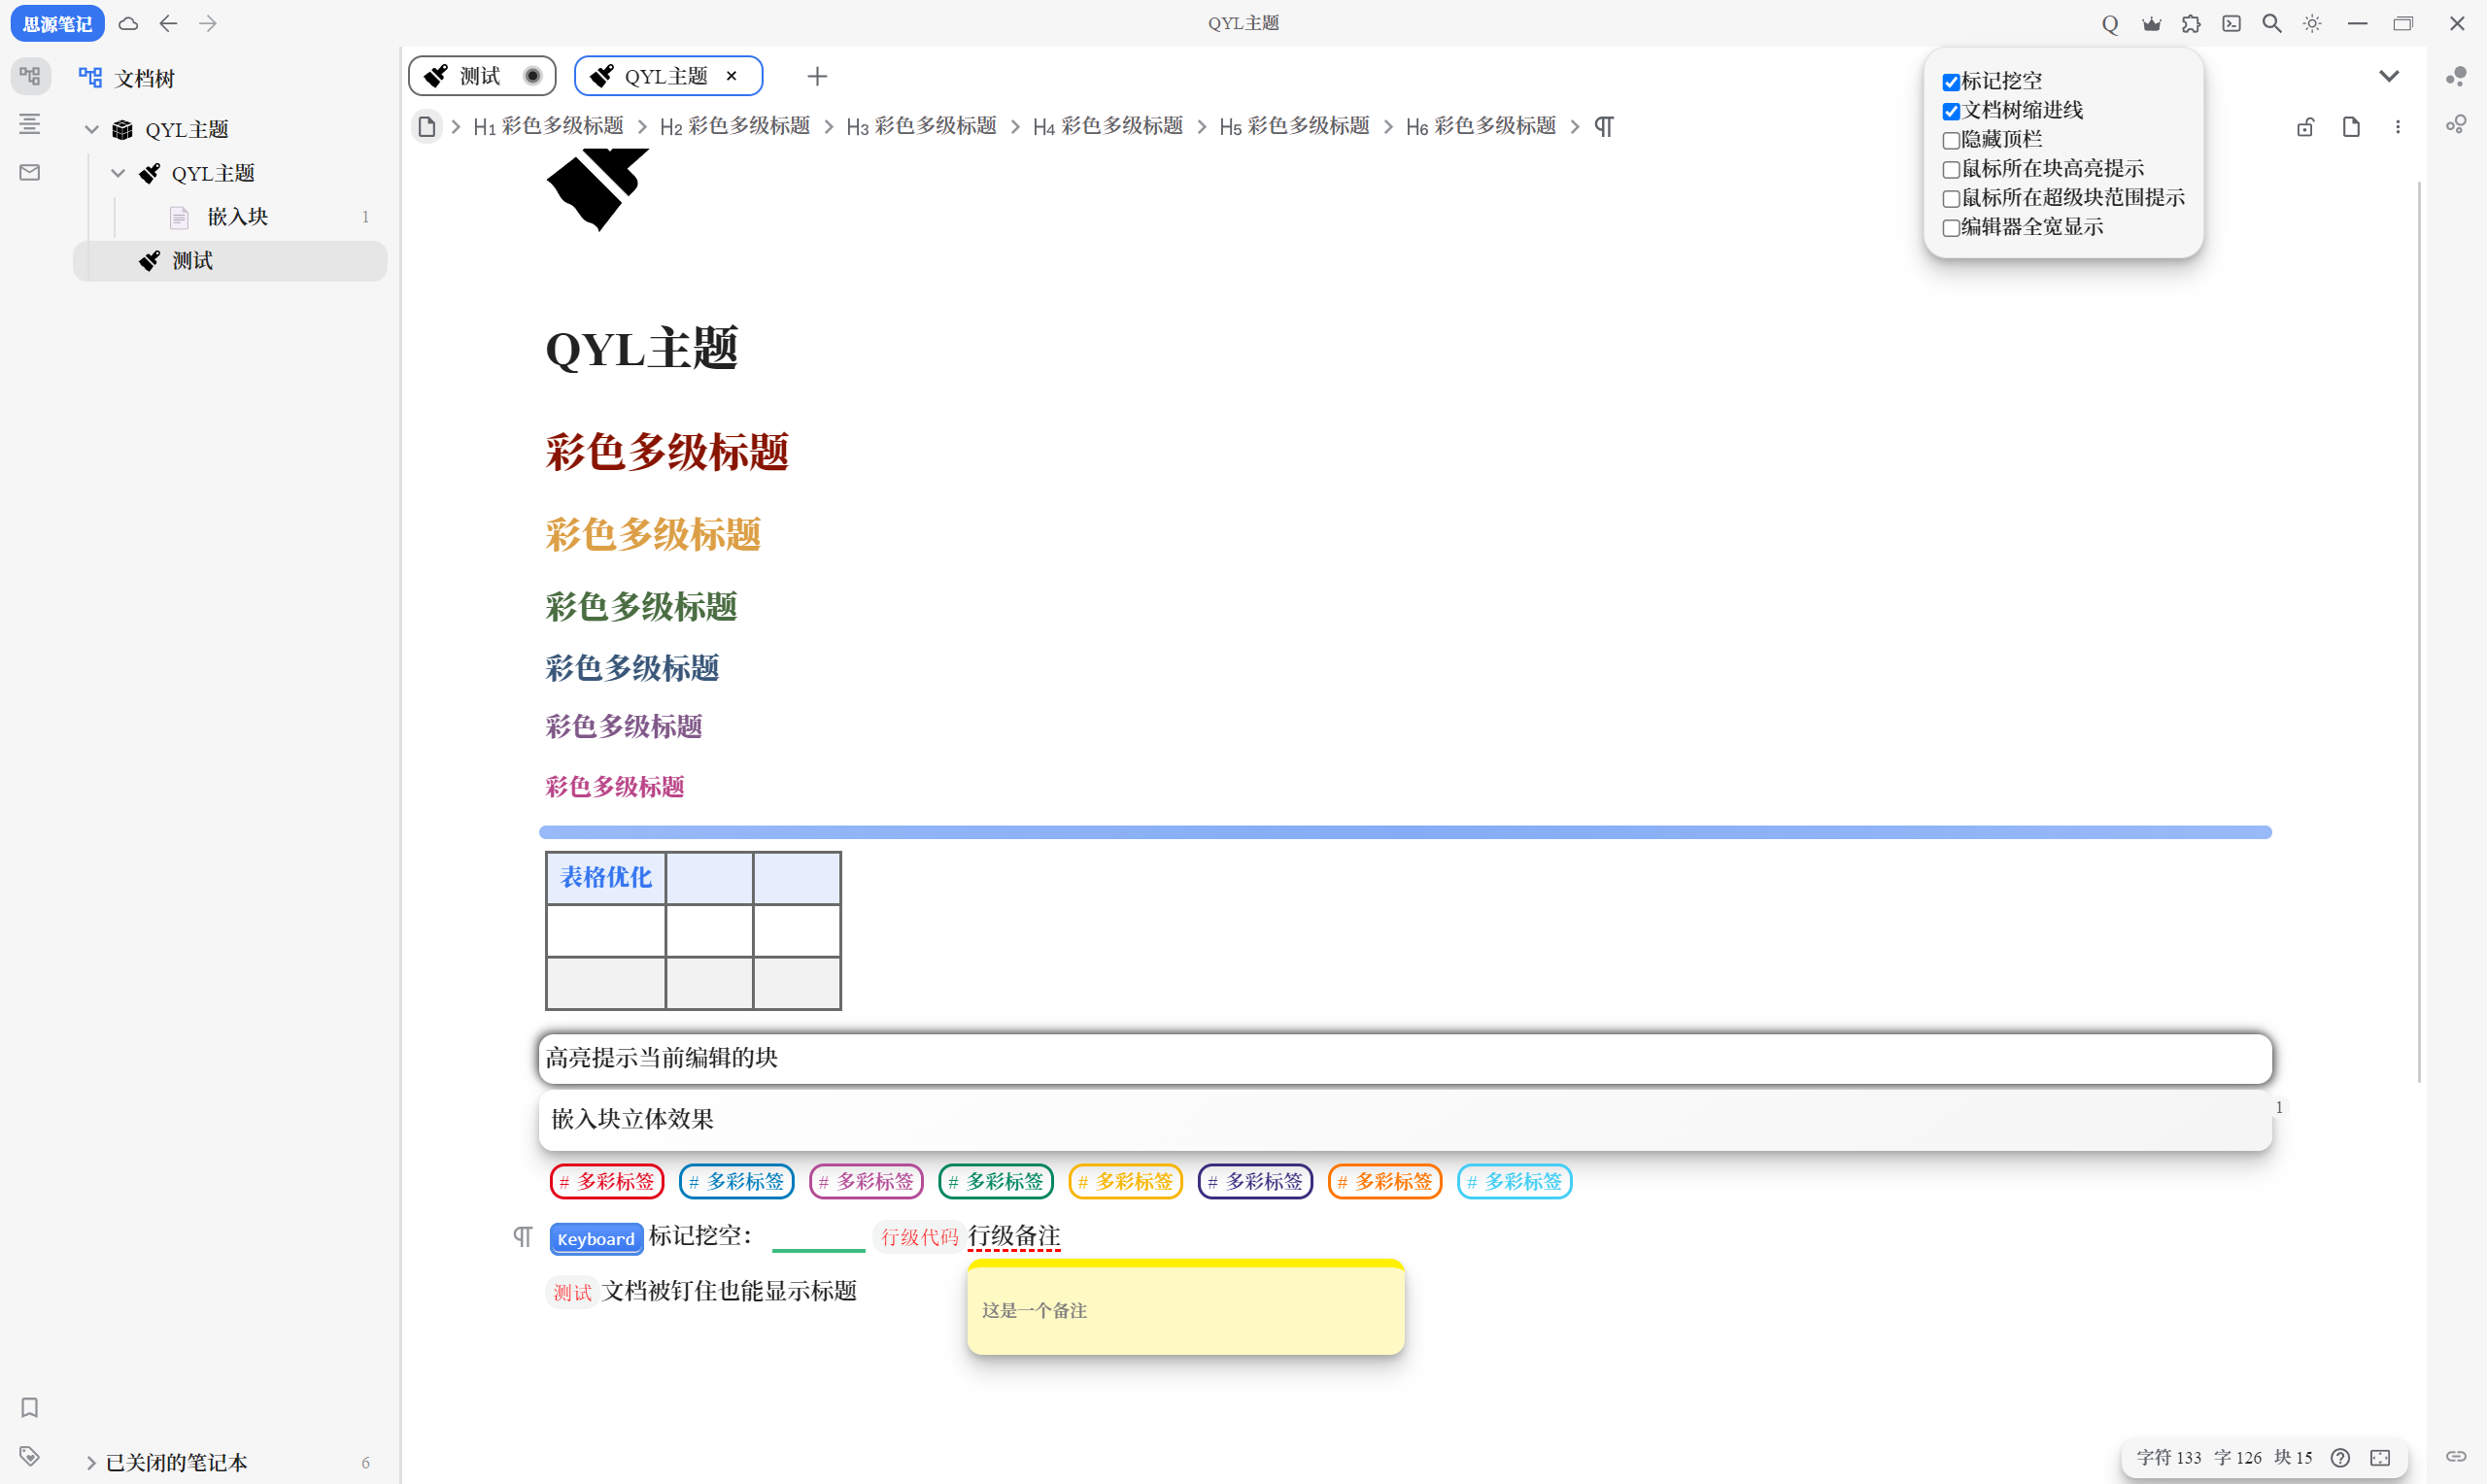 思源笔记
QYL主题
文档树
QYL主题
QYL主题
嵌入块 1
测试
已关闭的笔记本 6
测试
QYL主题
H1 彩色多级标题 H2 彩色多级标题 H3 彩色多级标题 H4 彩色多级标题 H5 彩色多级标题 H6 彩色多级标题
标记挖空
文档树缩进线
隐藏顶栏
鼠标所在块高亮提示
鼠标所在超级块范围提示
编辑器全宽显示
QYL主题
彩色多级标题
彩色多级标题
彩色多级标题
彩色多级标题
彩色多级标题
彩色多级标题
表格优化
高亮提示当前编辑的块
嵌入块立体效果 1
# 多彩标签 # 多彩标签 # 多彩标签 # 多彩标签 # 多彩标签 # 多彩标签 # 多彩标签 # 多彩标签
Keyboard 标记挖空： 行级代码 行级备注
测试 文档被钉住也能显示标题
这是一个备注
字符 133 字 126 块 15